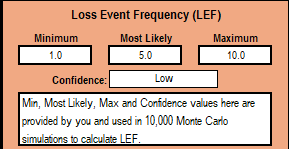 Loss Event Frequency (LEF)
Minimum Most Likely Maximum
1.0 5.0 10.0
Confidence: Low
Min, Most Likely, Max and Confidence values here are
provided by you and used in 10,000 Monte Carlo
simulations to calculate LEF.